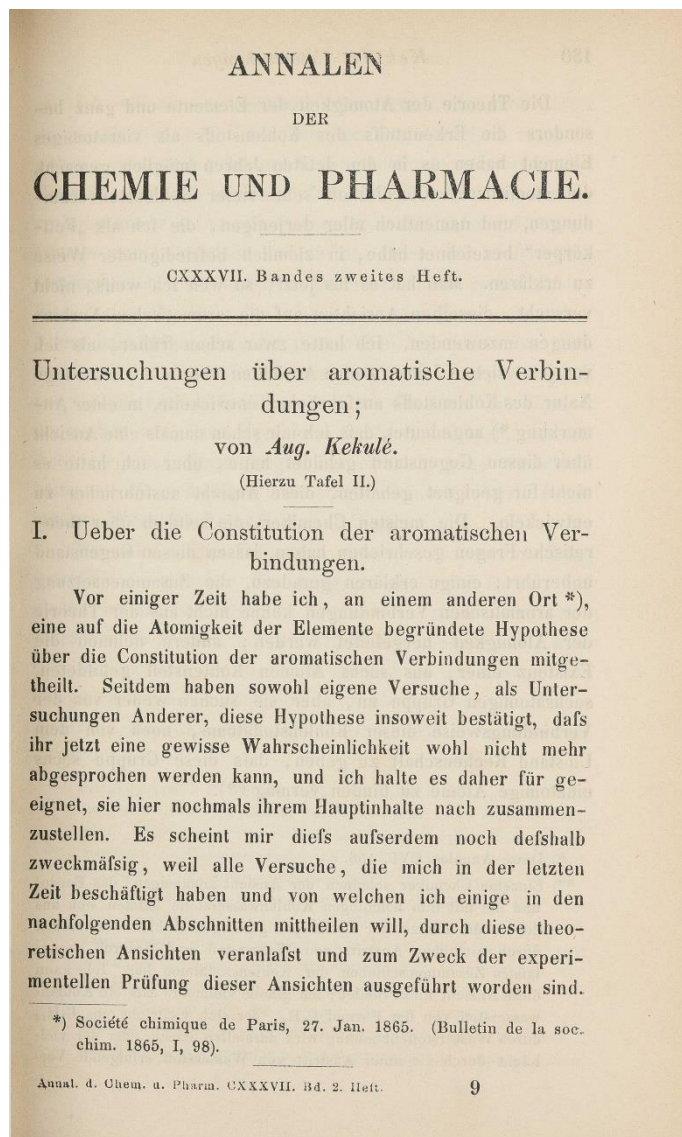 ANNALEN
DER
CHEMIE UND PHARMACIE.
CXXXVII. Bandes zweites Heft.
Untersuchungen über aromatische Verbin-
dungen;
von Aug. Kekulé.
(Hierzu Tafel II.)
I. Ueber die Constitution der aromatischen Ver-
bindungen.
Vor einiger Zeit habe ich, an einem anderen Ort *),
eine auf die Atomigkeit der Elemente begründete Hypothese
über die Constitution der aromatischen Verbindungen mitge-
theilt. Seitdem haben sowohl eigene Versuche, als Unter-
suchungen Anderer, diese Hypothese insoweit bestätigt, daſs
ihr jetzt eine gewisse Wahrscheinlichkeit wohl nicht mehr
abgesprochen werden kann, und ich halte es daher für ge-
eignet, sie hier nochmals ihrem Hauptinhalte nach zusammen-
zustellen. Es scheint mir dieſs auſserdem noch deſshalb
zweckmäſsig, weil alle Versuche, die mich in der letzten
Zeit beschäftigt haben und von welchen ich einige in den
nachfolgenden Abschnitten mittheilen will, durch diese theo-
retischen Ansichten veranlaſst und zum Zweck der experi-
mentellen Prüfung dieser Ansichten ausgeführt worden sind.
*) Société chimique de Paris, 27. Jan. 1865. (Bulletin de la soc.
chim. 1865, I, 98).
Annal. d. Chem. u. Pharm. CXXXVII. Bd. 2. Heft. 9